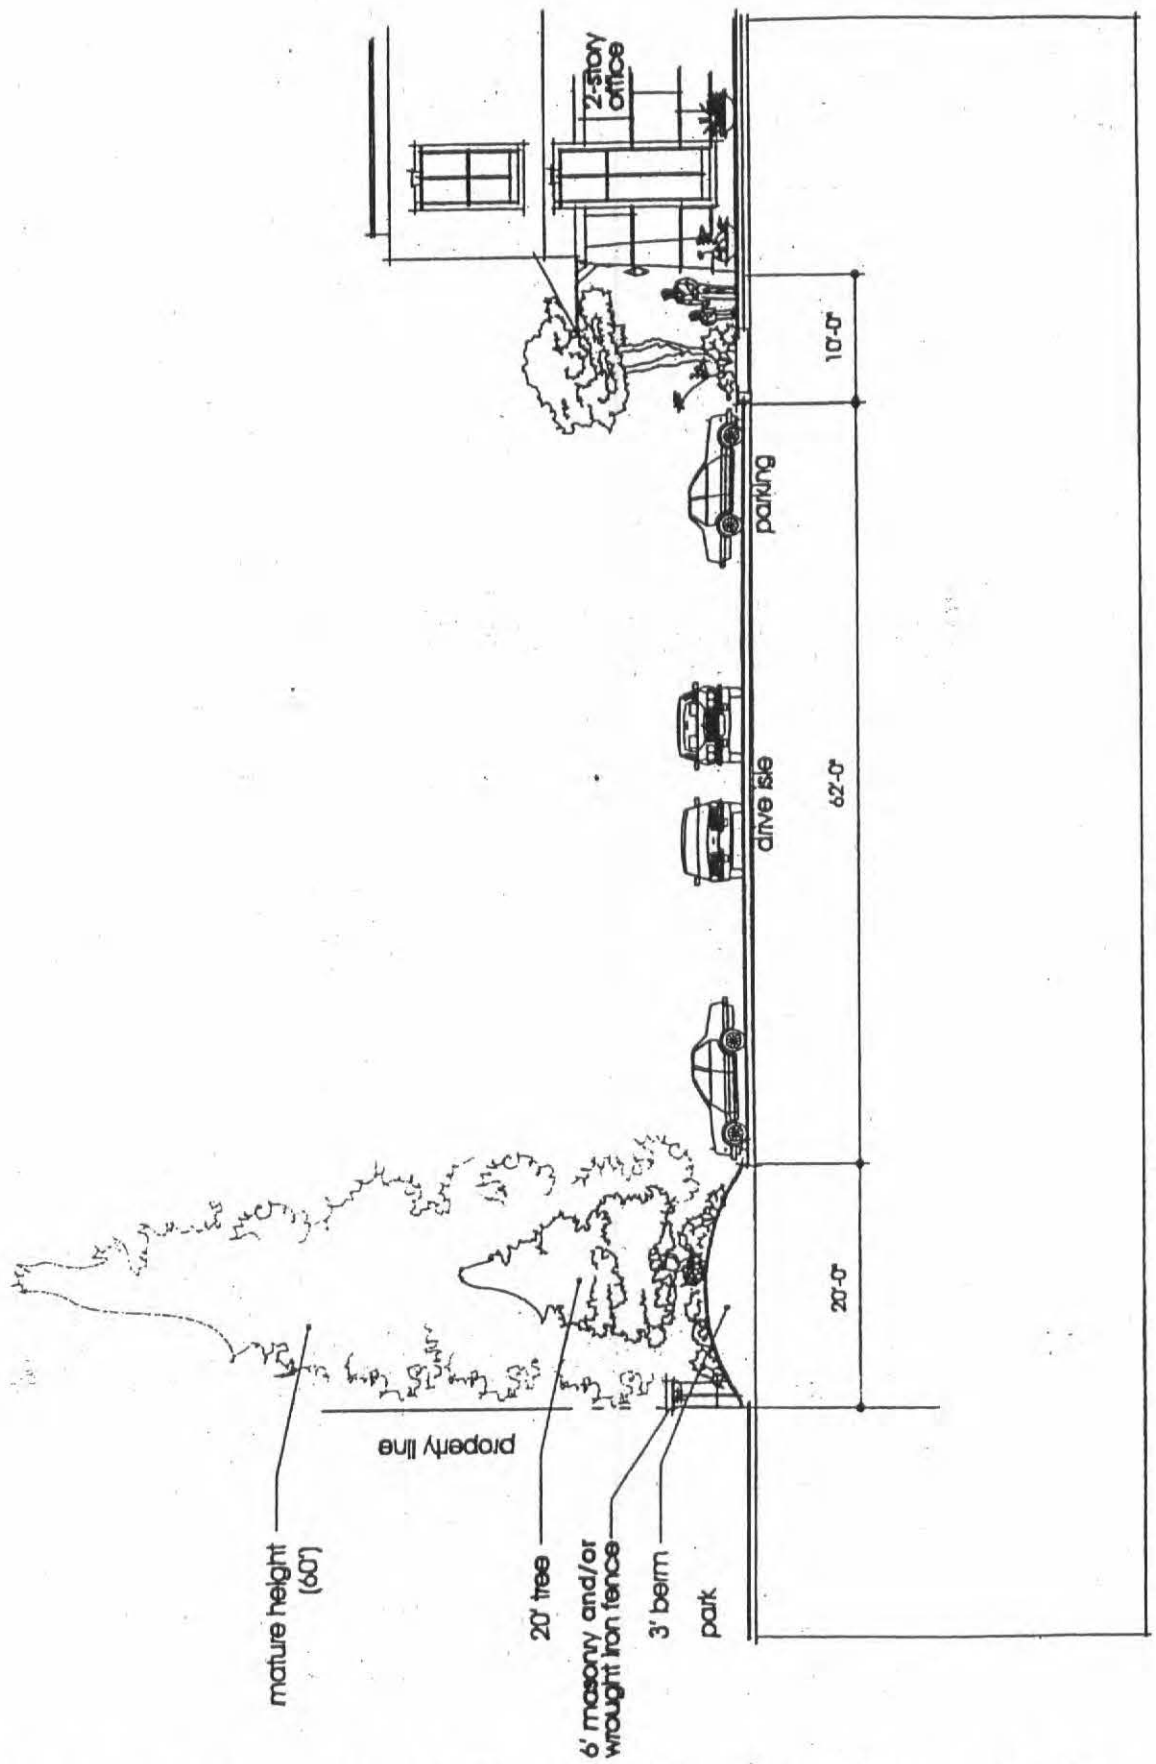 mature height
(60')
property line
20' tree
6' masonry and/or
wrought iron fence
3' berm
park
20'-0"
drive isle
62'-0"
parking
10'-0"
2-story
office